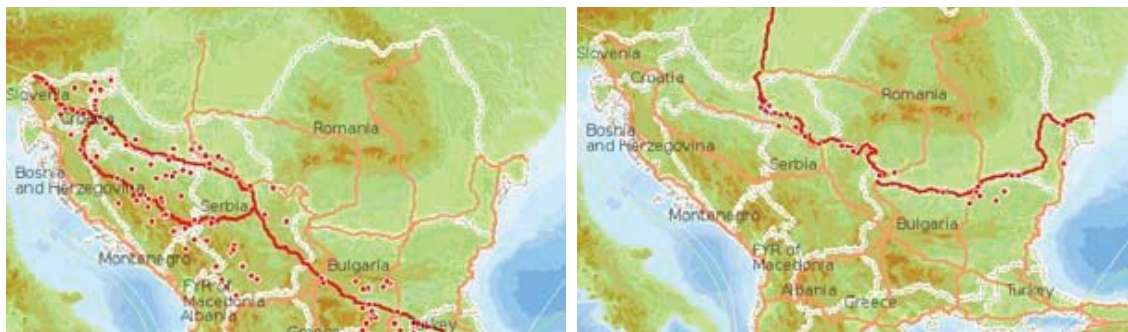 Slovenia
Croatia
Romania
Bosnia
and Herzegovina
Serbia
Montenegro
Bulgaria
FYR of
Macedonia
Albania
Greece
Turkey
Slovenia
Croatia
Romania
Bosnia
and Herzegovina
Serbia
Montenegro
Bulgaria
FYR of
Macedonia
Albania
Greece
Turkey